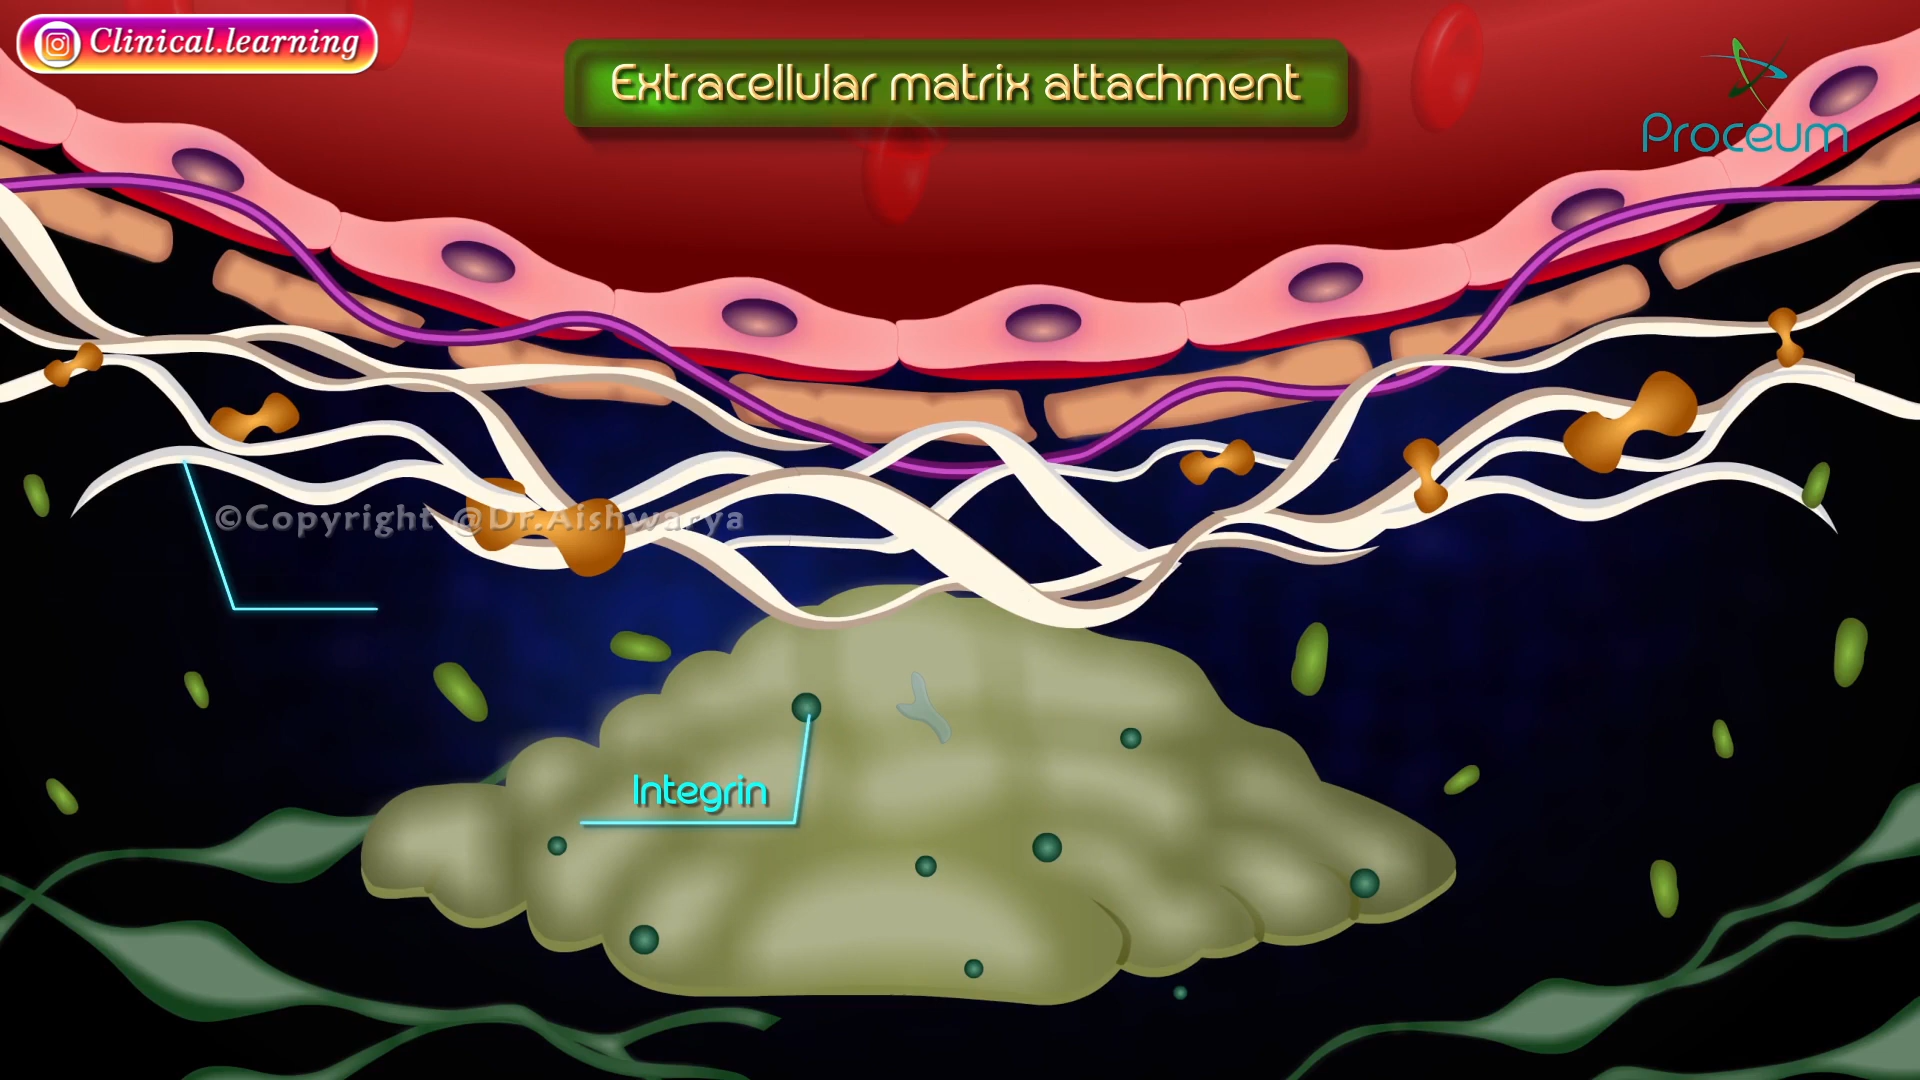 Clinical.learning
Extracellular matrix attachment
Proceum
©Copyright @Dr.Aishwarya
Integrin